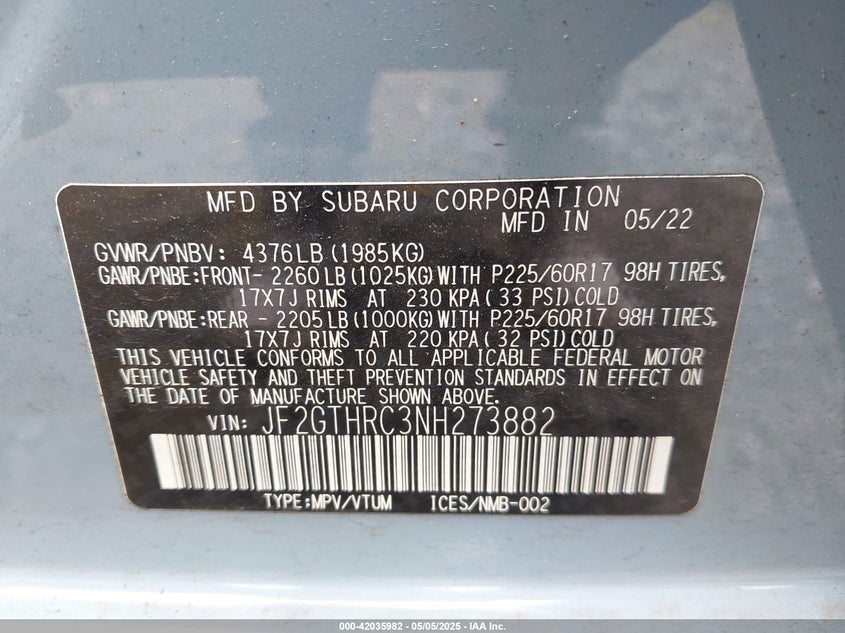 MFD BY SUBARU CORPORATION
MFD IN 05/22
GVWR/PNBV: 4376LB (1985KG)
GAWR/PNBE:FRONT- 2260LB (1025KG) WITH P225/60R17 98H TIRES,
17X7J RIMS AT 230 KPA( 33 PSI) COLD
GAWR/PNBE:REAR - 2205LB (1000KG) WITH P225/60R17 98H TIRES,
17X7J RIMS AT 220 KPA( 32 PSI) COLD
THIS VEHICLE CONFORMS TO ALL APPLICABLE FEDERAL MOTOR
VEHICLE SAFETY AND THEFT PREVENTION STANDARDS IN EFFECT ON
THE DATE OF MANUFACTURE SHOWN ABOVE.
VIN: JF2GTHRC3NH273882
TYPE:MPV/VTUM ICES/NMB-002
000-42035982 - 05/05/2025 - IAA Inc.